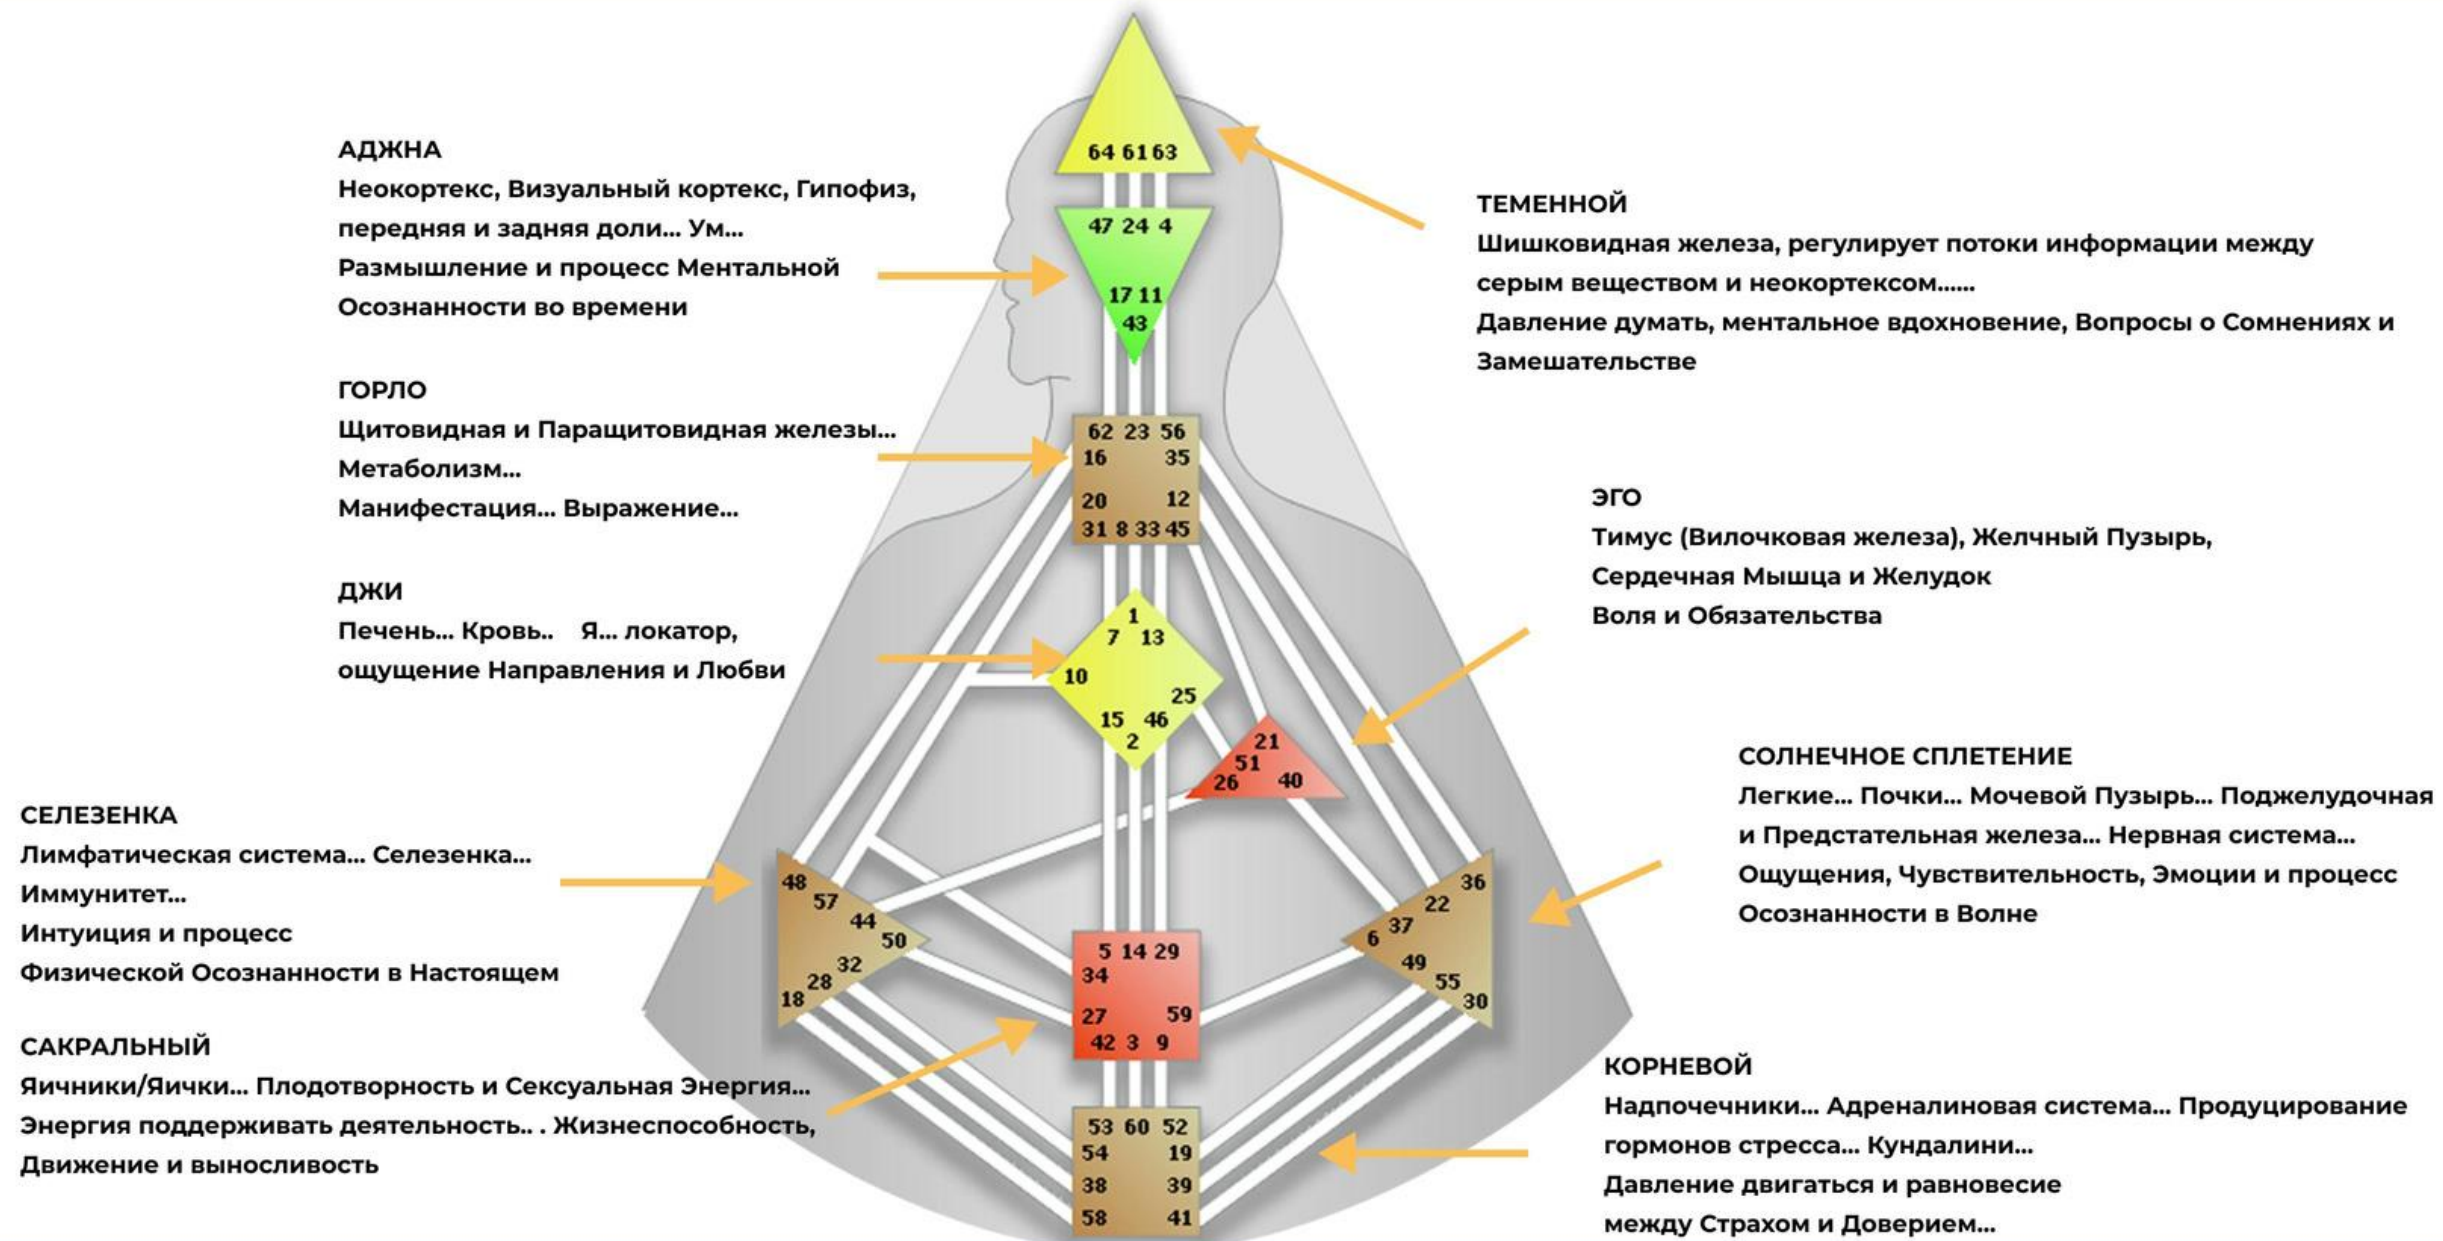 АДЖНА
Неокортекс, Визуальный кортекс, Гипофиз,
передняя и задняя доли... Ум...
Размышление и процесс Ментальной
Осознанности во времени
ГОРЛО
Щитовидная и Паращитовидная железы...
Метаболизм...
Манифестация... Выражение...
ДЖИ
Печень... Кровь.. Я... локатор,
ощущение Направления и Любви
СЕЛЕЗЕНКА
Лимфатическая система... Селезенка...
Иммунитет...
Интуиция и процесс
Физической Осознанности в Настоящем
САКРАЛЬНЫЙ
Яичники/Яички... Плодотворность и Сексуальная Энергия...
Энергия поддерживать деятельность.. . Жизнеспособность,
Движение и выносливость
64 61 63
47 24 4
17 11
43
62 23 56
16 35
20 12
31 8 33 45
1
7 13
10
25
15 46
2
21
51
26 40
48
57
44
50
32
28
18
36
22
37
6
49
55
30
5 14 29
34
27 59
42 3 9
53 60 52
54 19
38 39
58 41
ТЕМЕННОЙ
Шишковидная железа, регулирует потоки информации между
серым веществом и неокортексом......
Давление думать, ментальное вдохновение, Вопросы о Сомнениях и
Замешательстве
ЭГО
Тимус (Вилочковая железа), Желчный Пузырь,
Сердечная Мышца и Желудок
Воля и Обязательства
СОЛНЕЧНОЕ СПЛЕТЕНИЕ
Легкие... Почки... Мочевой Пузырь... Поджелудочная
и Предстательная железа... Нервная система...
Ощущения, Чувствительность, Эмоции и процесс
Осознанности в Волне
КОРНЕВОЙ
Надпочечники... Адреналиновая система... Продуцирование
гормонов стресса... Кундалини...
Давление двигаться и равновесие
между Страхом и Доверием...